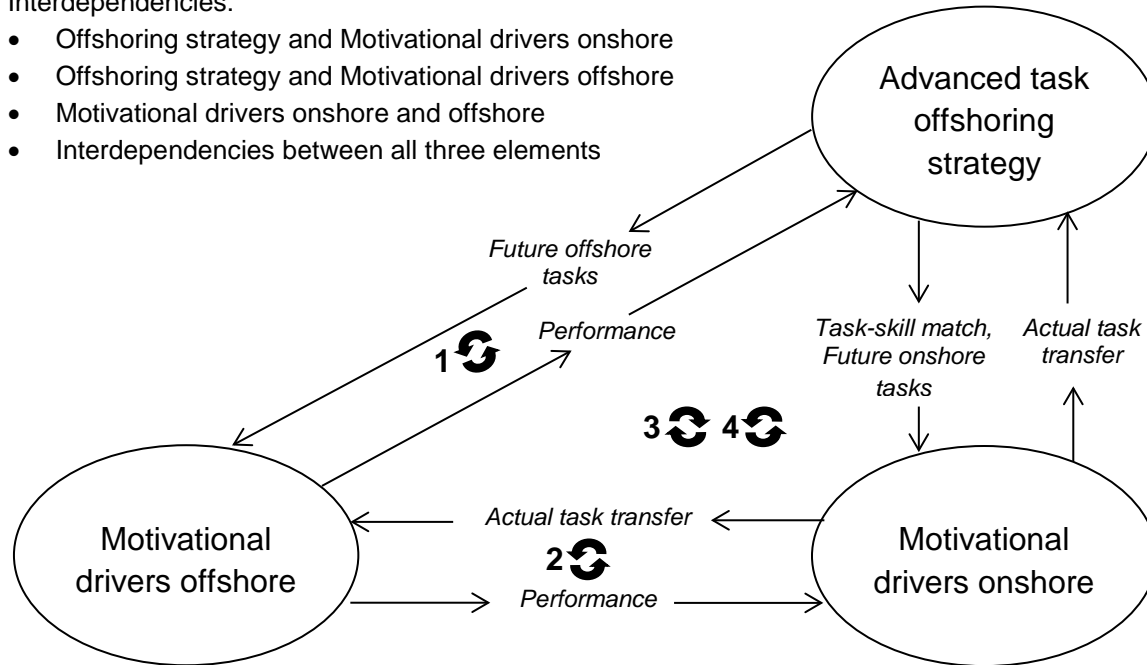 Interdependencies:
• Offshoring strategy and Motivational drivers onshore
• Offshoring strategy and Motivational drivers offshore
• Motivational drivers onshore and offshore
• Interdependencies between all three elements
Advanced task
offshoring
strategy
Future offshore
tasks
Performance
1
Task-skill match,
Future onshore
tasks
Actual task
transfer
3 4
Motivational
drivers offshore
Actual task transfer
2
Performance
Motivational
drivers onshore